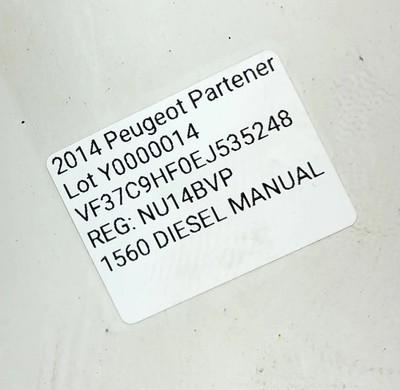 2014 Peugeot Partener
Lot Y0000014
VF37C9HF0EJ535248
REG: NU14BVP
1560 DIESEL MANUAL